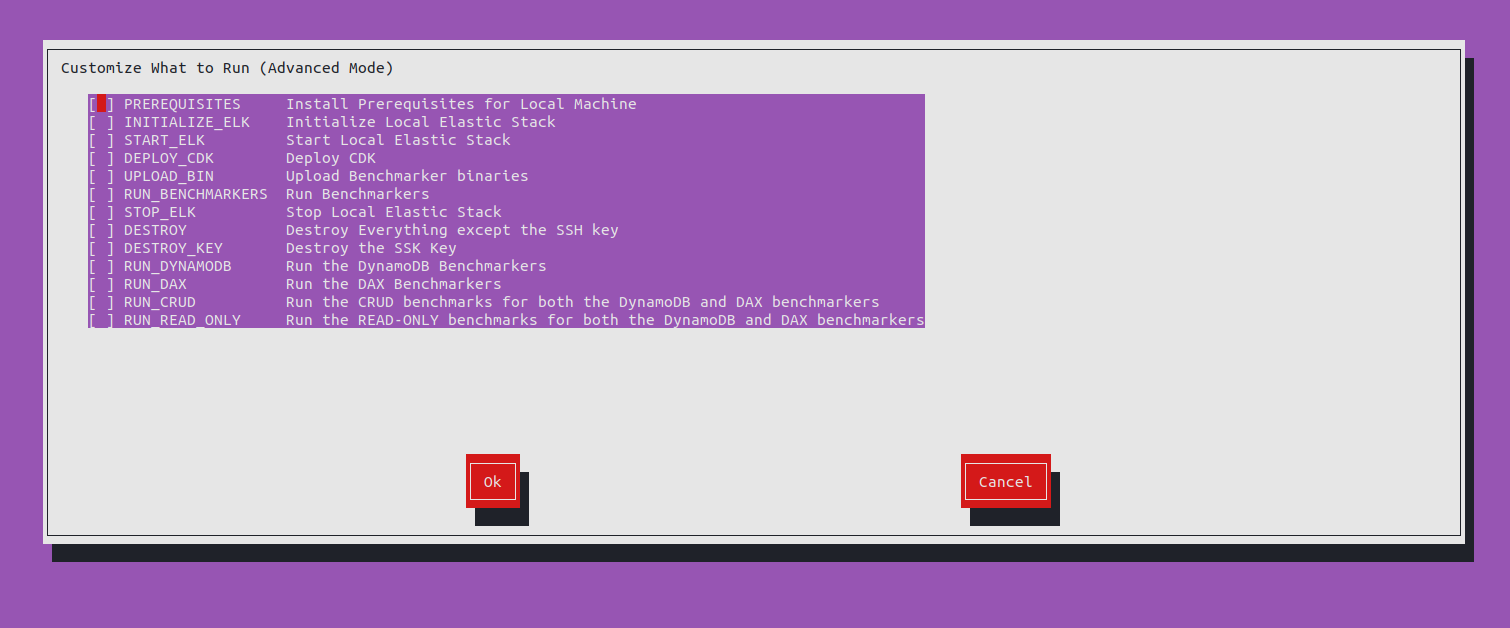 Customize What to Run (Advanced Mode)
[ ] PREREQUISITES     Install Prerequisites for Local Machine
[ ] INITIALIZE_ELK    Initialize Local Elastic Stack
[ ] START_ELK         Start Local Elastic Stack
[ ] DEPLOY_CDK        Deploy CDK
[ ] UPLOAD_BIN        Upload Benchmarker binaries
[ ] RUN_BENCHMARKERS  Run Benchmarkers
[ ] STOP_ELK          Stop Local Elastic Stack
[ ] DESTROY           Destroy Everything except the SSH key
[ ] DESTROY_KEY       Destroy the SSK Key
[ ] RUN_DYNAMODB      Run the DynamoDB Benchmarkers
[ ] RUN_DAX           Run the DAX Benchmarkers
[ ] RUN_CRUD          Run the CRUD benchmarks for both the DynamoDB and DAX benchmarkers
[ ] RUN_READ_ONLY     Run the READ-ONLY benchmarks for both the DynamoDB and DAX benchmarkers
Ok Cancel